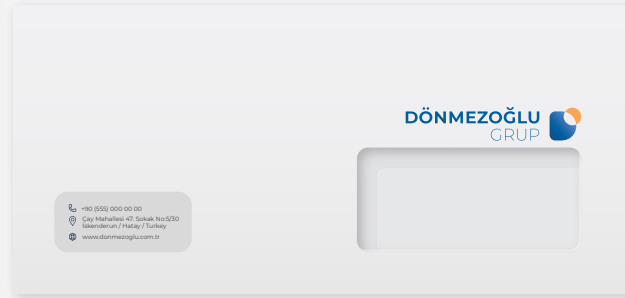 DÖNMEZOĞLU
GRUP
+90 (555) 000 00 00
Çay Mahallesi 47. Sokak No:5/30
İskenderun / Hatay / Turkey
www.donmezoglu.com.tr